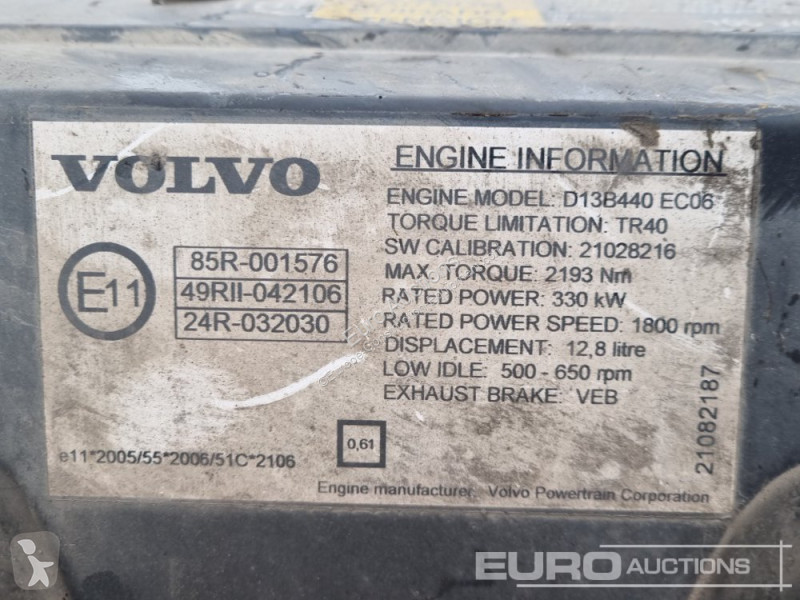 VOLVO
ENGINE INFORMATION
ENGINE MODEL: D13B440 EC06
TORQUE LIMITATION: TR40
SW CALIBRATION: 21028216
MAX. TORQUE: 2193 Nm
RATED POWER: 330 kW
RATED POWER SPEED: 1800 rpm
DISPLACEMENT: 12,8 litre
LOW IDLE: 500 - 650 rpm
EXHAUST BRAKE: VEB
E11
85R-001576
49RII-042106
24R-032030
0,61
e11*2005/55*2006/51C*2106
Engine manufacturer, Volvo Powertrain Corporation
21082187
EURO AUCTIONS